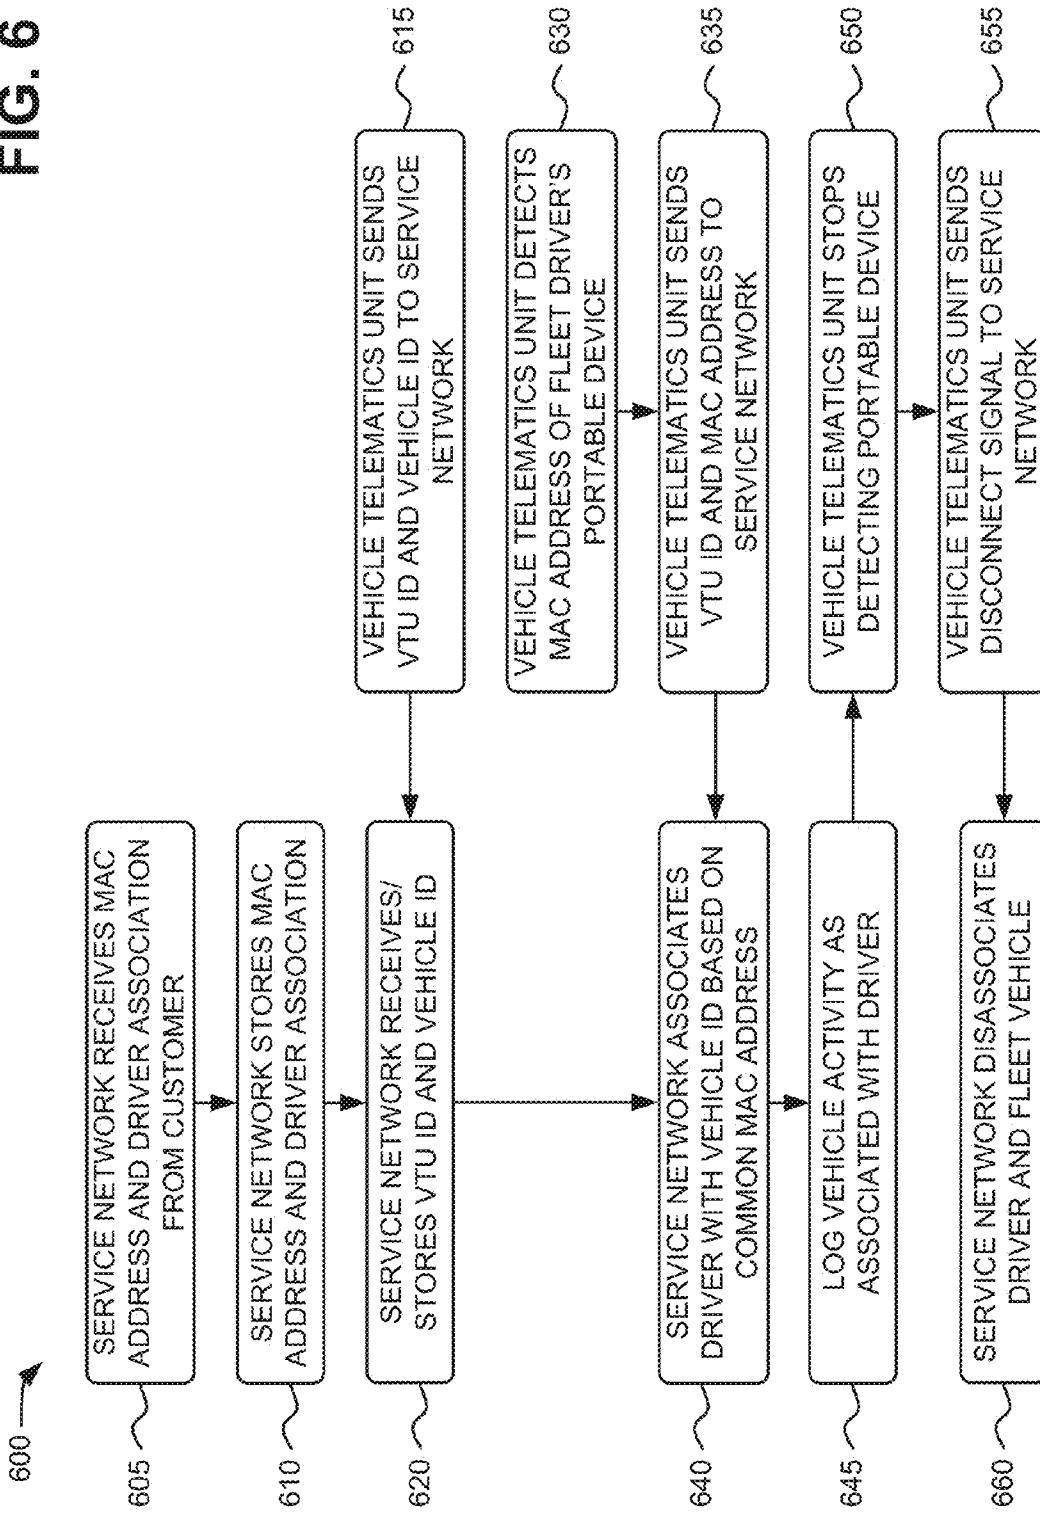 FIG. 6
600
605
SERVICE NETWORK RECEIVES MAC
ADDRESS AND DRIVER ASSOCIATION
FROM CUSTOMER
610
SERVICE NETWORK STORES MAC
ADDRESS AND DRIVER ASSOCIATION
615
VEHICLE TELEMATICS UNIT SENDS
VTU ID AND VEHICLE ID TO SERVICE
NETWORK
620
SERVICE NETWORK RECEIVES/
STORES VTU ID AND VEHICLE ID
630
VEHICLE TELEMATICS UNIT DETECTS
MAC ADDRESS OF FLEET DRIVER'S
PORTABLE DEVICE
635
VEHICLE TELEMATICS UNIT SENDS
VTU ID AND MAC ADDRESS TO
SERVICE NETWORK
640
SERVICE NETWORK ASSOCIATES
DRIVER WITH VEHICLE ID BASED ON
COMMON MAC ADDRESS
645
LOG VEHICLE ACTIVITY AS
ASSOCIATED WITH DRIVER
650
VEHICLE TELEMATICS UNIT STOPS
DETECTING PORTABLE DEVICE
655
VEHICLE TELEMATICS UNIT SENDS
DISCONNECT SIGNAL TO SERVICE
NETWORK
660
SERVICE NETWORK DISASSOCIATES
DRIVER AND FLEET VEHICLE